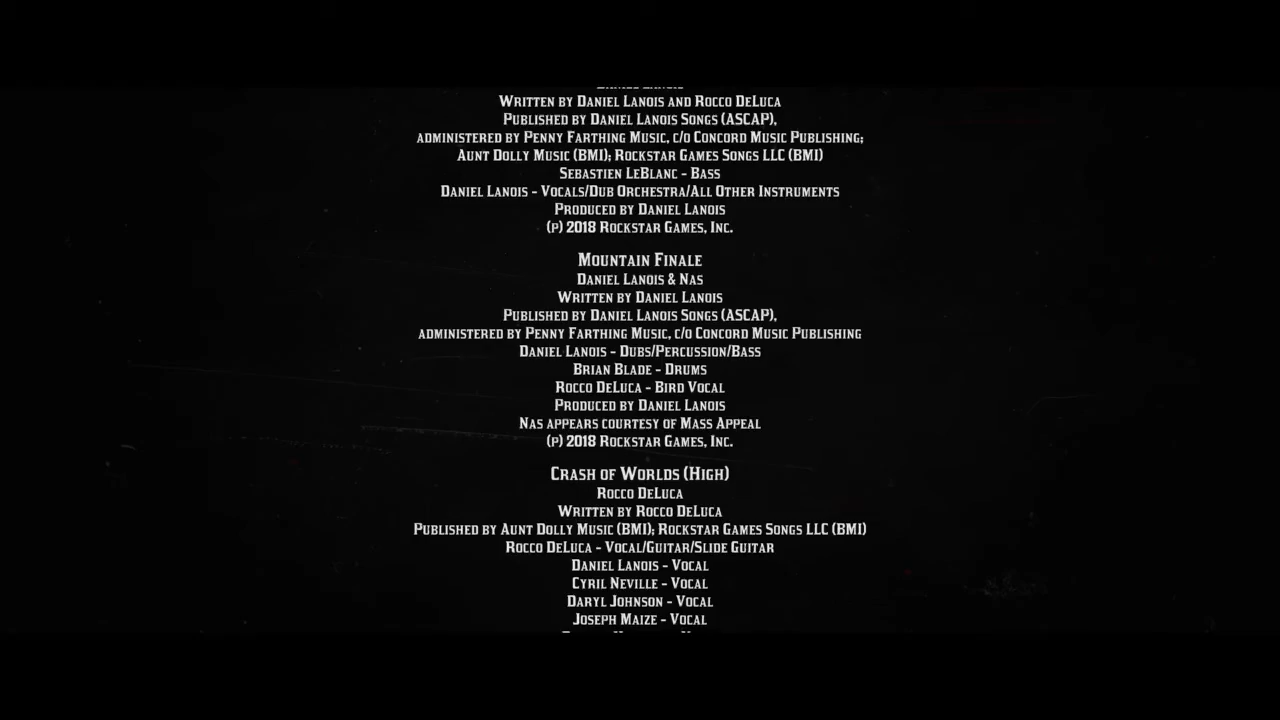 Written by Daniel Lanois and Rocco DeLuca
Published by Daniel Lanois Songs (ASCAP),
administered by Penny Farthing Music, c/o Concord Music Publishing;
Aunt Dolly Music (BMI); Rockstar Games Songs LLC (BMI)
Sebastien LeBlanc - Bass
Daniel Lanois - Vocals/Dub Orchestra/All Other Instruments
Produced by Daniel Lanois
(p) 2018 Rockstar Games, Inc.
Mountain Finale
Daniel Lanois & Nas
Written by Daniel Lanois
Published by Daniel Lanois Songs (ASCAP),
administered by Penny Farthing Music, c/o Concord Music Publishing
Daniel Lanois - Dubs/Percussion/Bass
Brian Blade - Drums
Rocco DeLuca - Bird Vocal
Produced by Daniel Lanois
Nas appears courtesy of Mass Appeal
(p) 2018 Rockstar Games, Inc.
Crash of Worlds (High)
Rocco DeLuca
Written by Rocco DeLuca
Published by Aunt Dolly Music (BMI); Rockstar Games Songs LLC (BMI)
Rocco DeLuca - Vocal/Guitar/Slide Guitar
Daniel Lanois - Vocal
Cyril Neville - Vocal
Daryl Johnson - Vocal
Joseph Maize - Vocal